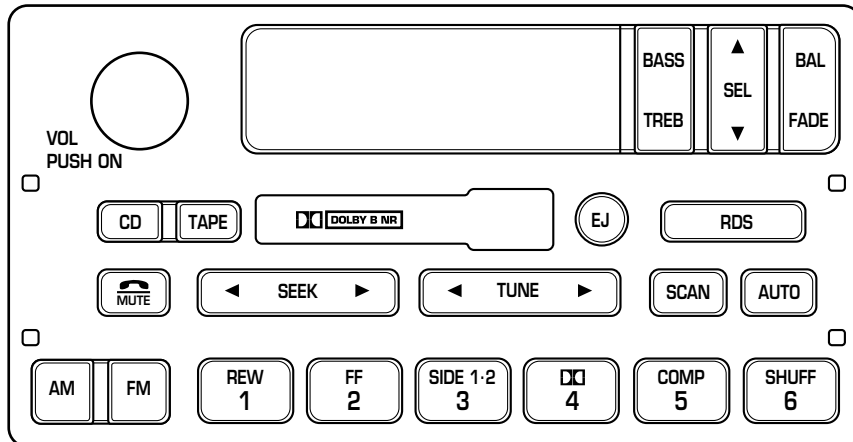 BASS
TREB
▲
SEL
▼
BAL
FADE
VOL
PUSH ON
CD
TAPE
DOLBY B NR
EJ
RDS
MUTE
◄ SEEK ►
◄ TUNE ►
SCAN
AUTO
AM
FM
REW
1
FF
2
SIDE 1·2
3
4
COMP
5
SHUFF
6